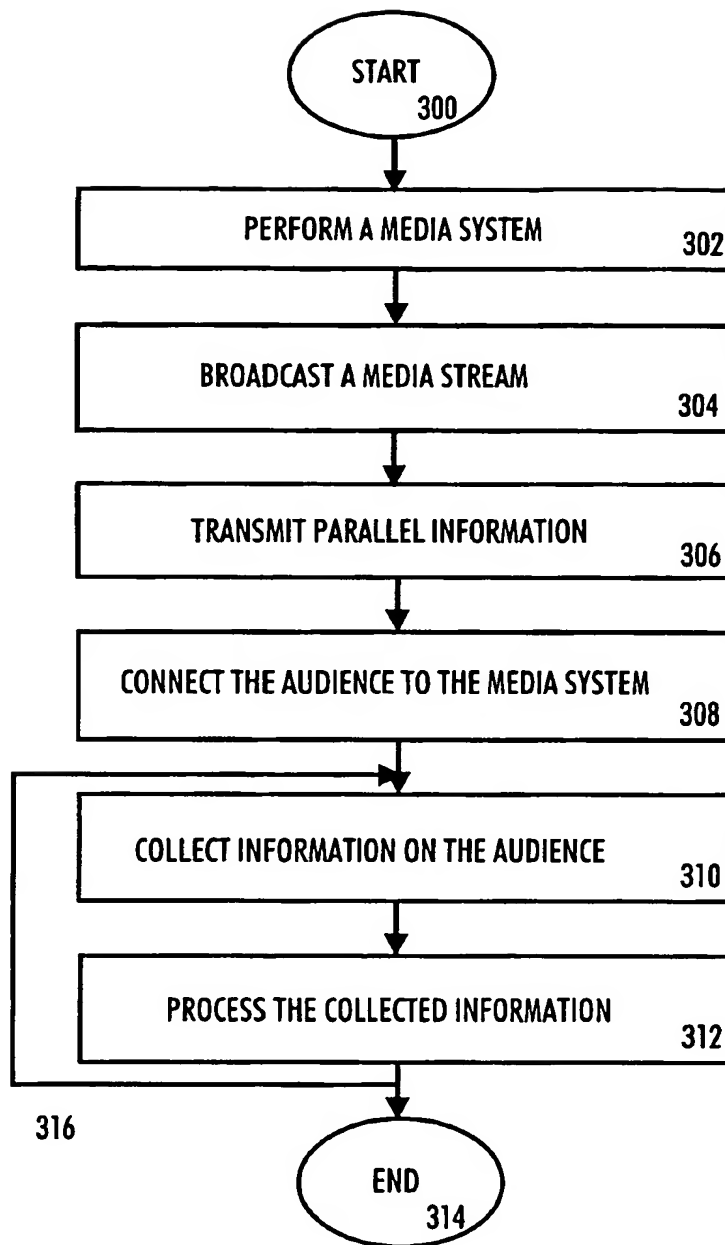 START
300
PERFORM A MEDIA SYSTEM
302
BROADCAST A MEDIA STREAM
304
TRANSMIT PARALLEL INFORMATION
306
CONNECT THE AUDIENCE TO THE MEDIA SYSTEM
308
COLLECT INFORMATION ON THE AUDIENCE
310
PROCESS THE COLLECTED INFORMATION
312
316
END
314